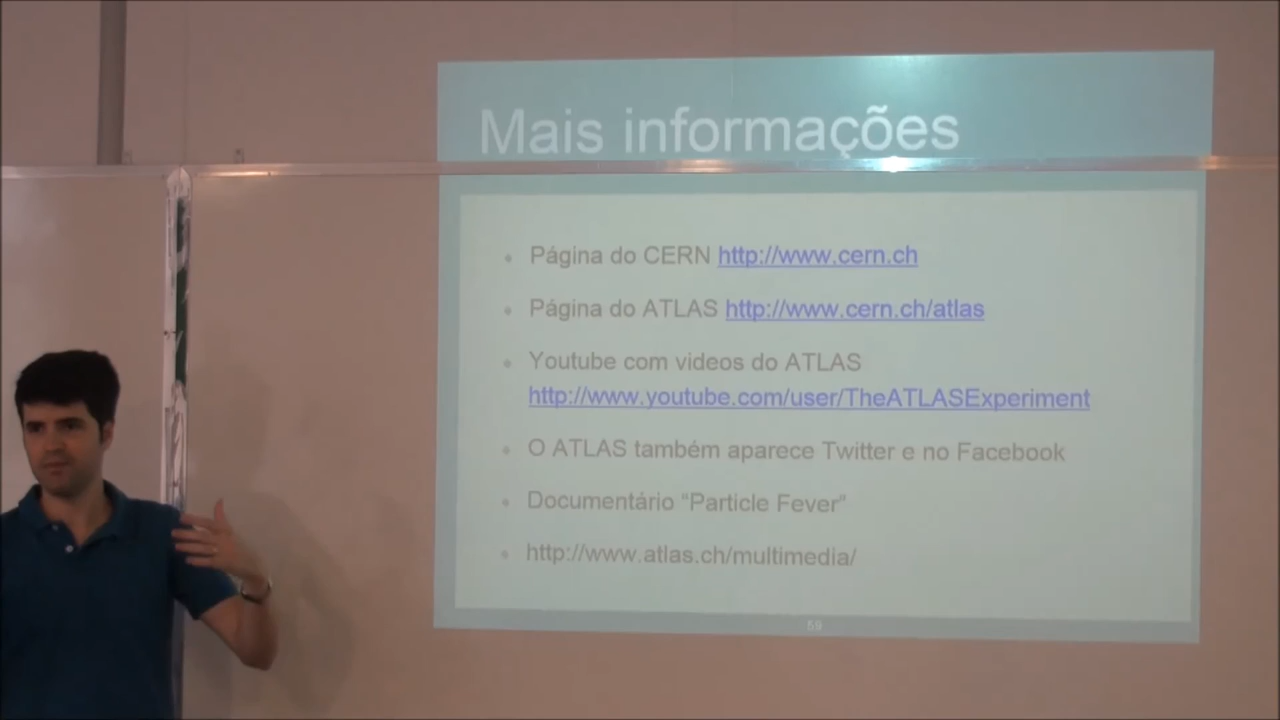 Mais informações
Página do CERN http://www.cern.ch
Página do ATLAS http://www.cern.ch/atlas
Youtube com videos do ATLAS
http://www.youtube.com/user/TheATLASExperiment
O ATLAS também aparece Twitter e no Facebook
Documentário “Particle Fever”
http://www.atlas.ch/multimedia/
59